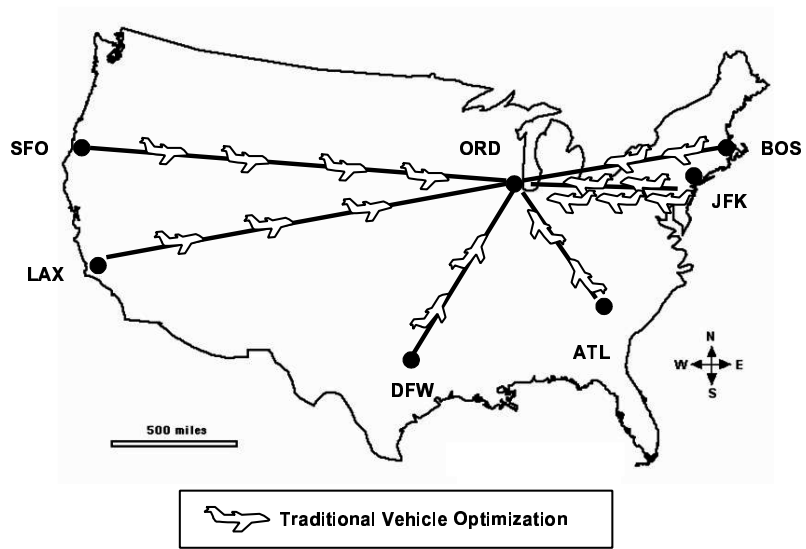 SFO
ORD
BOS
JFK
LAX
ATL
DFW
N
W E
S
500 miles
Traditional Vehicle Optimization